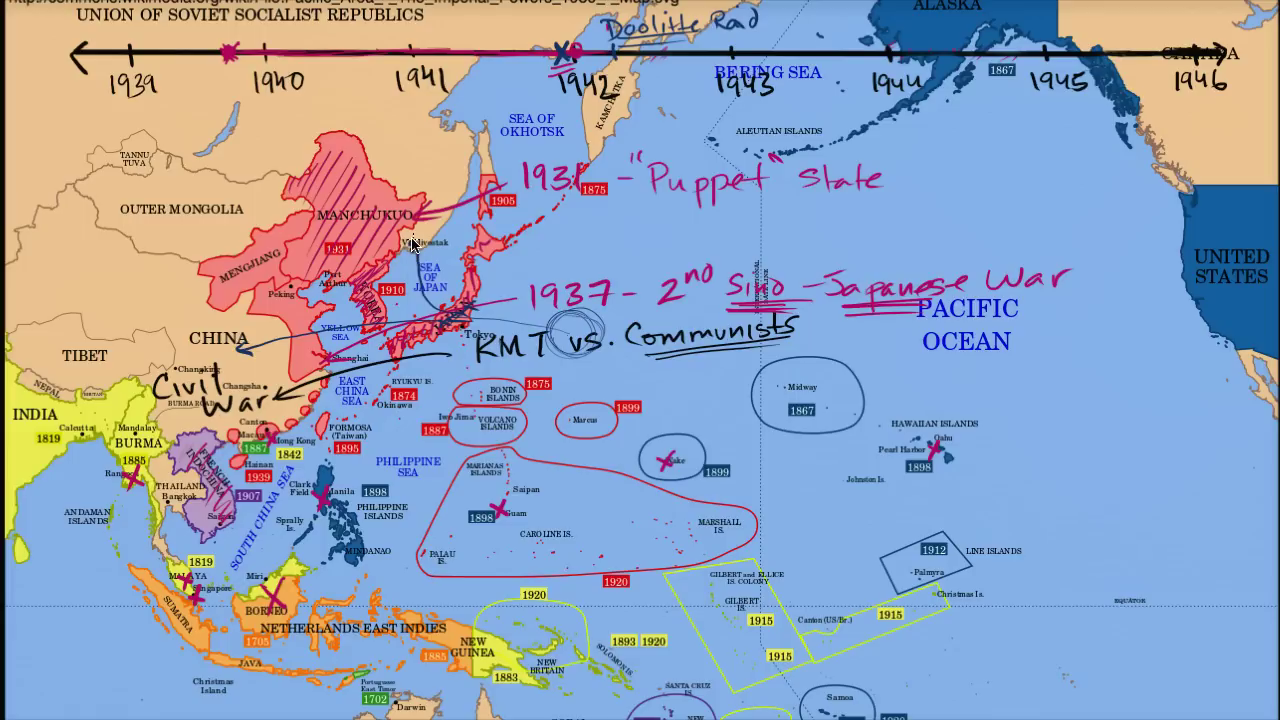 UNION OF SOVIET SOCIALIST REPUBLICS
Doolittle Raid
ALASKA
CANADA
1939
1940
1941
1942
1943
1944
1945
1946
BERING SEA
1867
KAMCHATKA
SEA OF
OKHOTSK
ALEUTIAN ISLANDS
TANNU
TUVA
OUTER MONGOLIA
MANCHUKUO
1931 - "Puppet" State
1875
1905
1931
MENGJIANG
Vladivostak
SEA
OF
JAPAN
Port
Arthur
Peking
KOREA
1910
1937 - 2nd Sino - Japanese War
UNITED
STATES
PACIFIC
OCEAN
CHINA
YELLOW
SEA
Tokyo
KMT vs. Communists
TIBET
Shanghai
Chungking
Changsha
Civil
War
NEPAL
BHUTAN
BURMA ROAD
EAST
CHINA
SEA
RYUKYU IS.
1874
Okinawa
BONIN
ISLANDS
1875
Iwo Jima
VOLCANO
ISLANDS
1887
Marcus
1899
Midway
1867
INDIA
1819
Calcutta
Mandalay
BURMA
1885
Canton
Macau
1887
Hong Kong
1842
Hainan
1939
FORMOSA
(Taiwan)
1895
PHILIPPINE
SEA
Wake
1899
HAWAIIAN ISLANDS
Oahu
Pearl Harbor
1898
Johnston Is.
FRENCH
INDOCHINA
1907
THAILAND
Bangkok
ANDAMAN
ISLANDS
SOUTH CHINA SEA
Clark
Field
Manila
1898
PHILIPPINE
ISLANDS
Sprally
Is.
MINDANAO
MARIANAS
ISLANDS
Saipan
1898
Guam
CAROLINE IS.
MARSHALL
IS.
PALAU
IS.
1920
1912
LINE ISLANDS
Palmyra
Christmas Is.
1819
MALAYA
Singapore
Miri
BORNEO
SUMATRA
NETHERLANDS EAST INDIES
1705
JAVA
1885
1920
NEW
GUINEA
1883
NEW
BRITAIN
1893
1920
SOLOMON IS
GILBERT and ELLICE
IS. COLONY
GILBERT
IS.
1915
1915
Canton (US/Br.)
1915
EQUATOR
Christmas
Island
Portuguese
East Timor
1702
Darwin
SANTA CRUZ
IS.
NEW
Samoa